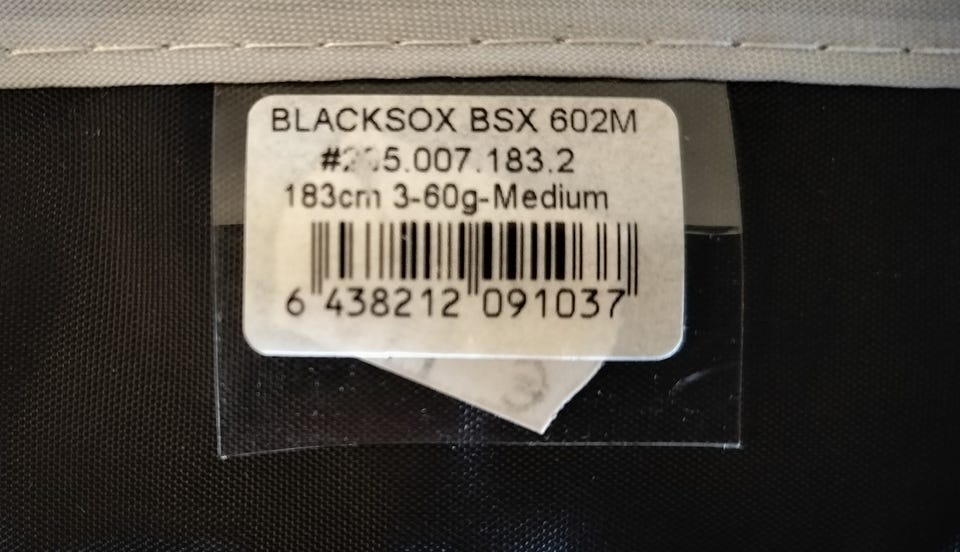 BLACKSOX BSX 602M
183cm 3-60g-Medium
6 438212 091037